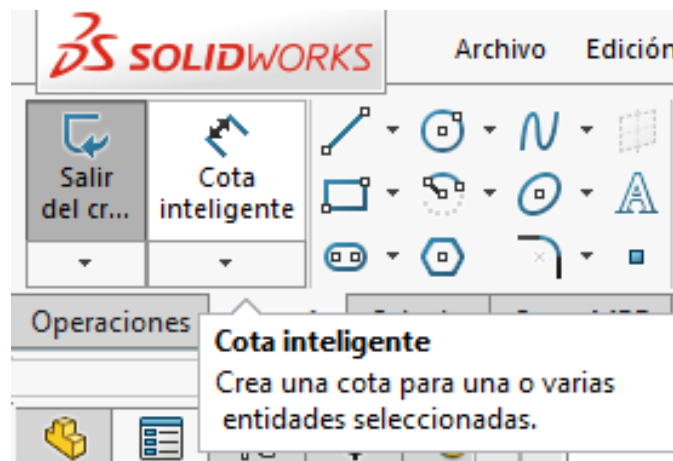 SOLIDWORKS
Archivo Edición
Salir
del cr...
Cota
inteligente
Operaciones
Cota inteligente
Crea una cota para una o varias
entidades seleccionadas.